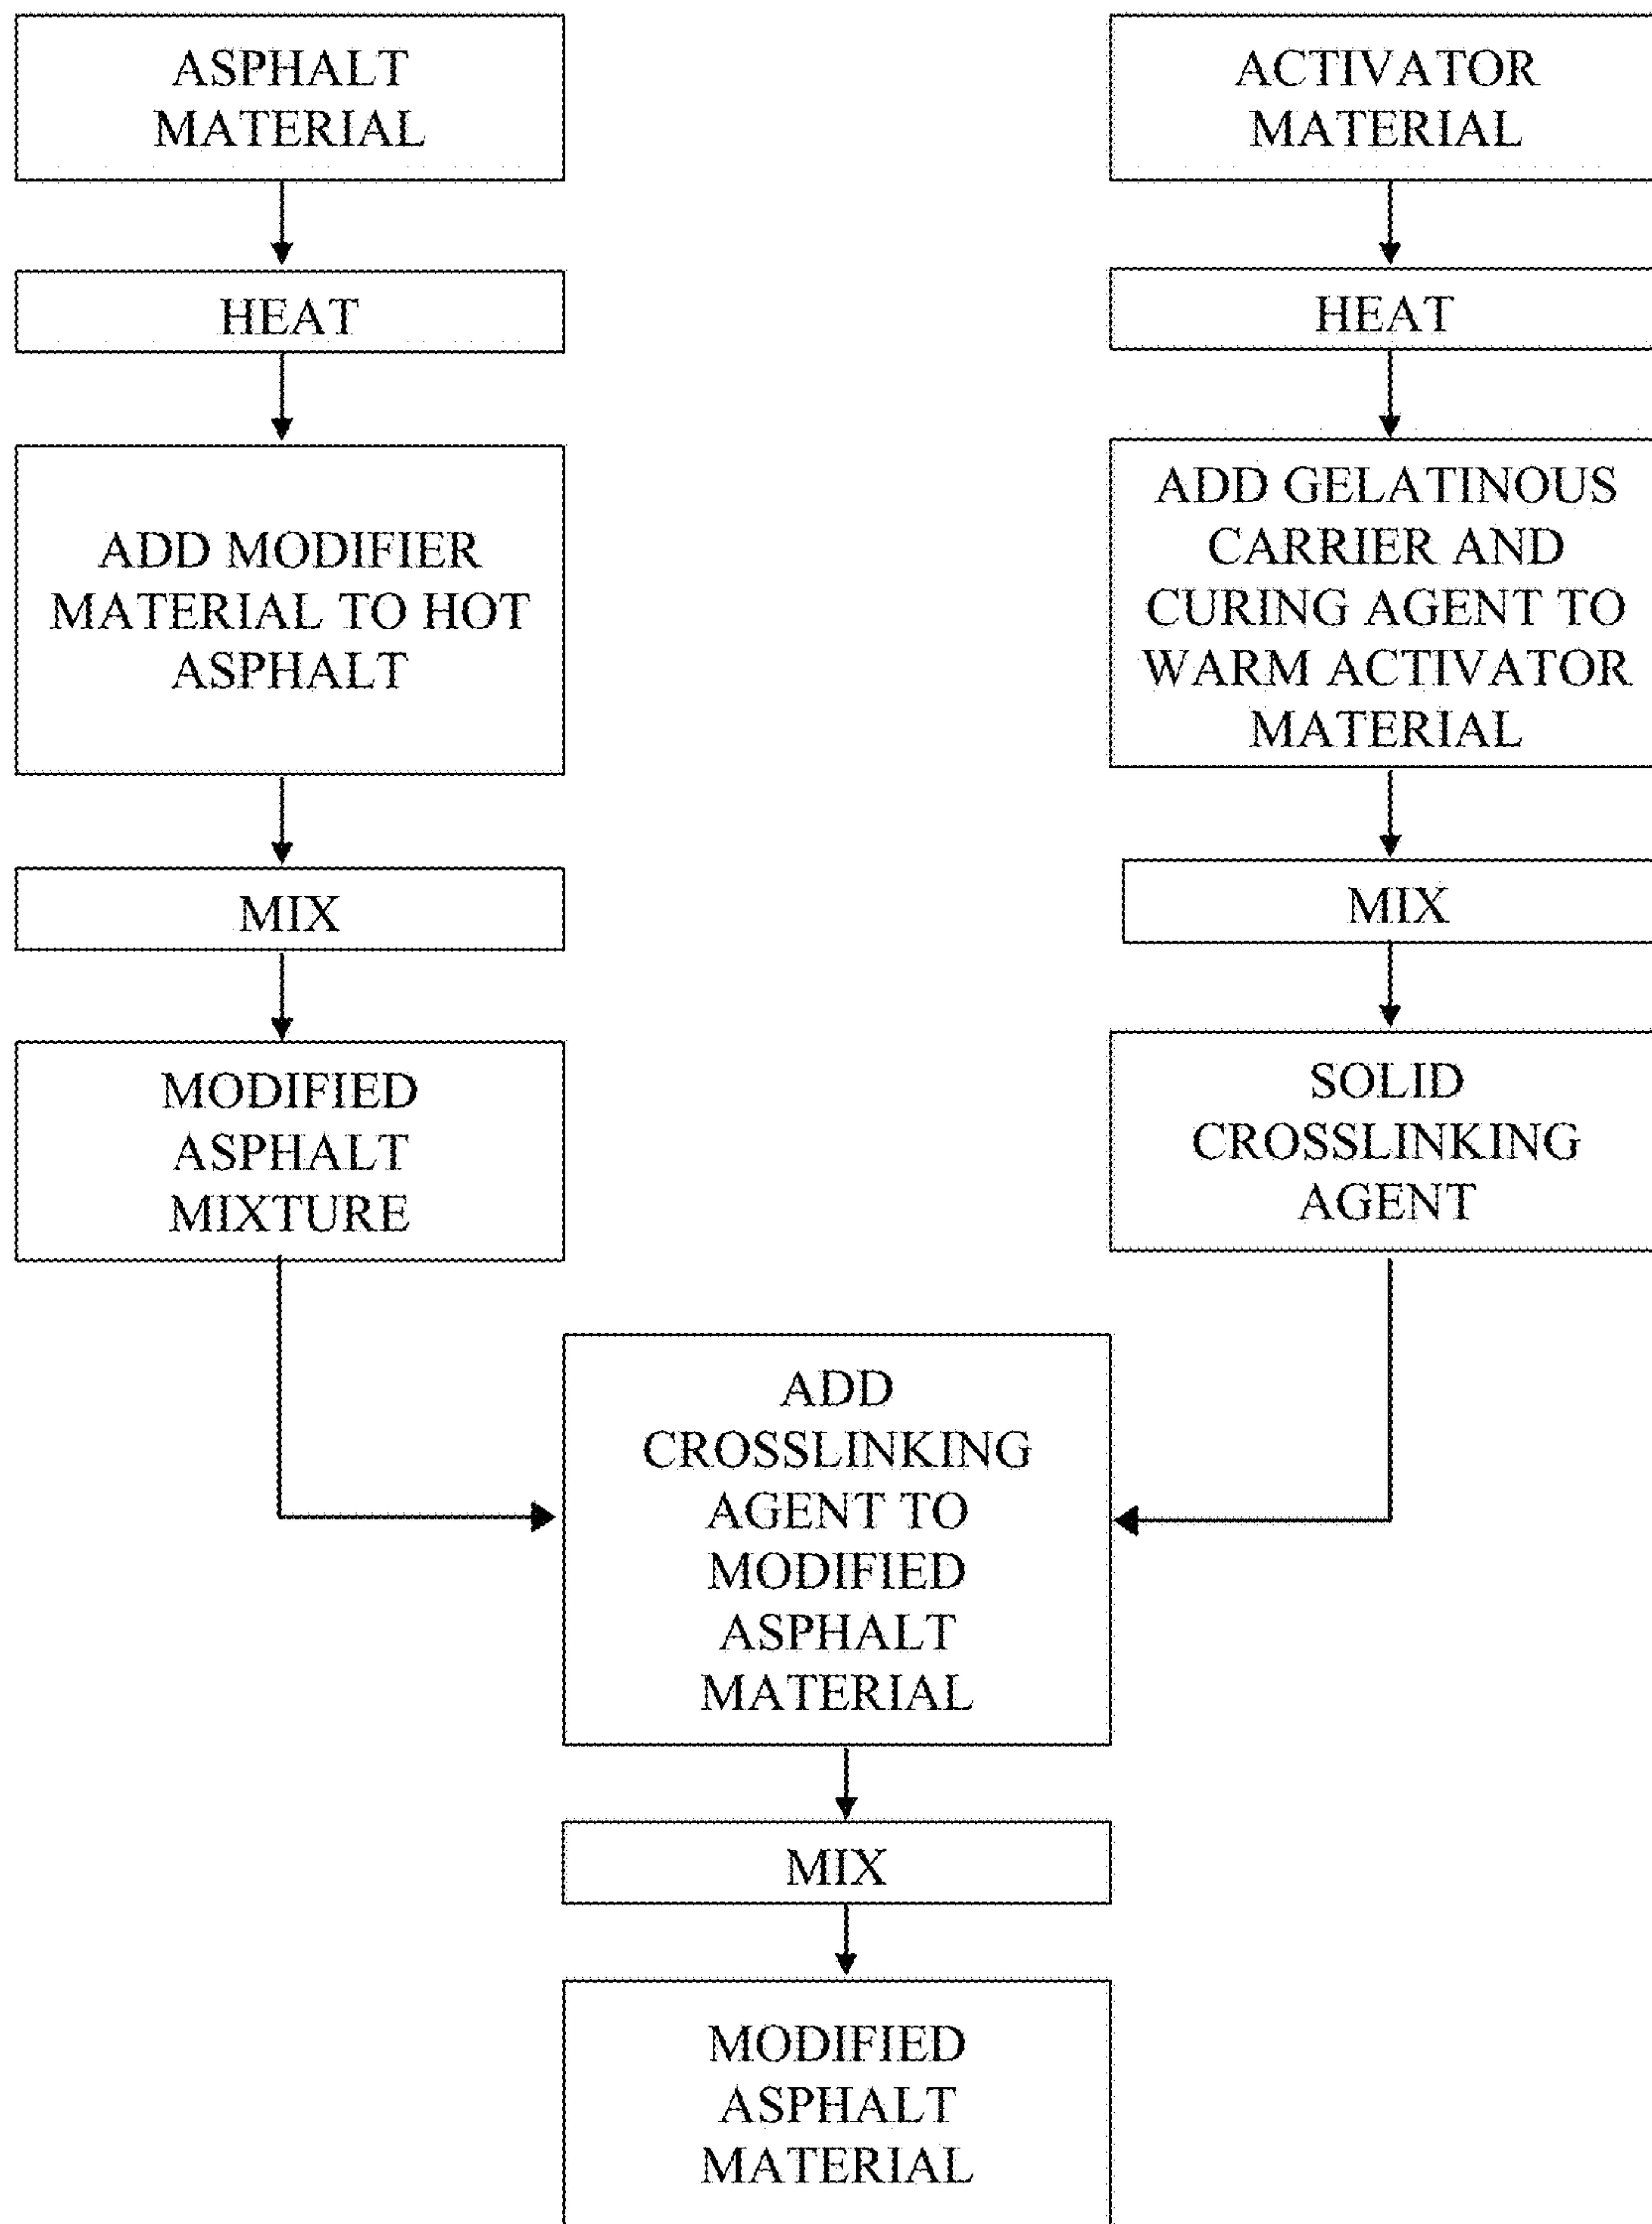 ASPHALT
MATERIAL
HEAT
ADD MODIFIER
MATERIAL TO HOT
ASPHALT
MIX
MODIFIED
ASPHALT
MIXTURE
ACTIVATOR
MATERIAL
HEAT
ADD GELATINOUS
CARRIER AND
CURING AGENT TO
WARM ACTIVATOR
MATERIAL
MIX
SOLID
CROSSLINKING
AGENT
ADD
CROSSLINKING
AGENT TO
MODIFIED
ASPHALT
MATERIAL
MIX
MODIFIED
ASPHALT
MATERIAL